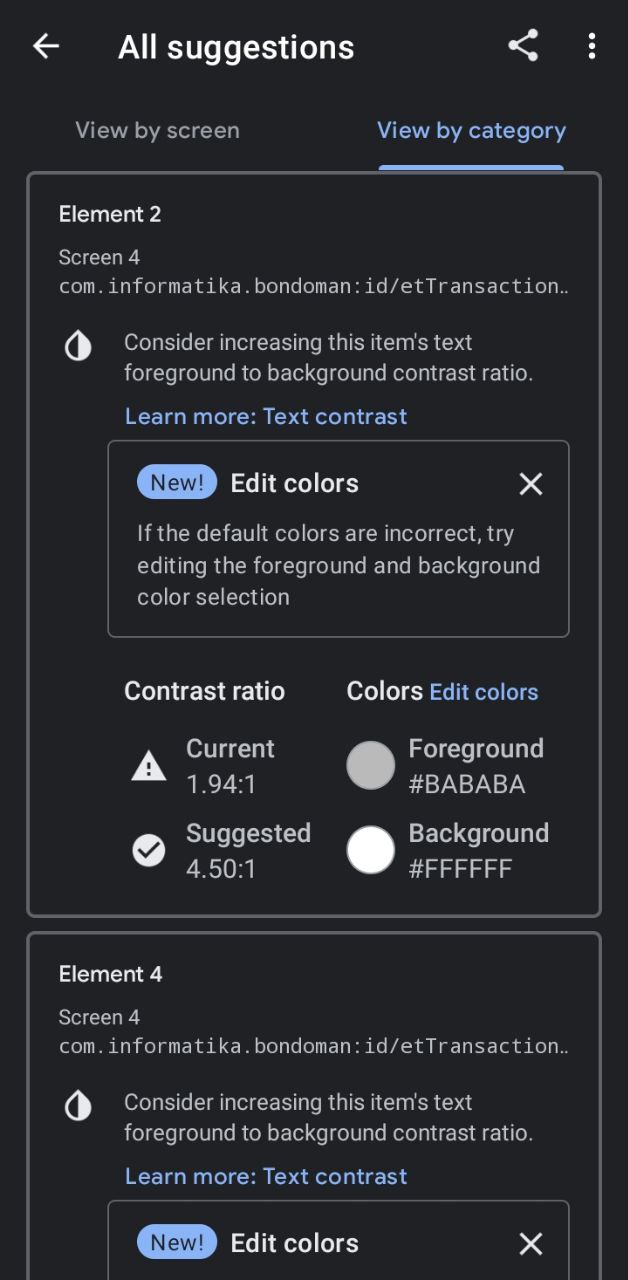 All suggestions
View by screen
View by category
Element 2
Screen 4
com.informatika.bondoman:id/etTransaction..
Consider increasing this item's text
foreground to background contrast ratio.
Learn more: Text contrast
New! Edit colors
If the default colors are incorrect, try
editing the foreground and background
color selection
Contrast ratio
Current
1.94:1
Suggested
4.50:1
Colors Edit colors
Foreground
#BABABA
Background
#FFFFFF
Element 4
Screen 4
com.informatika.bondoman:id/etTransaction..
Consider increasing this item's text
foreground to background contrast ratio.
Learn more: Text contrast
New! Edit colors